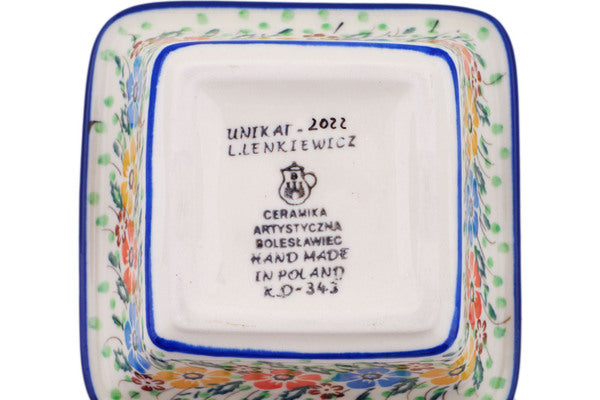 UNIKAT - 2022
L.LENKIEWICZ
CERAMIKA
ARTYSTYCZNA
BOLESŁAWIEC
HAND MADE
IN POLAND
K.D-343